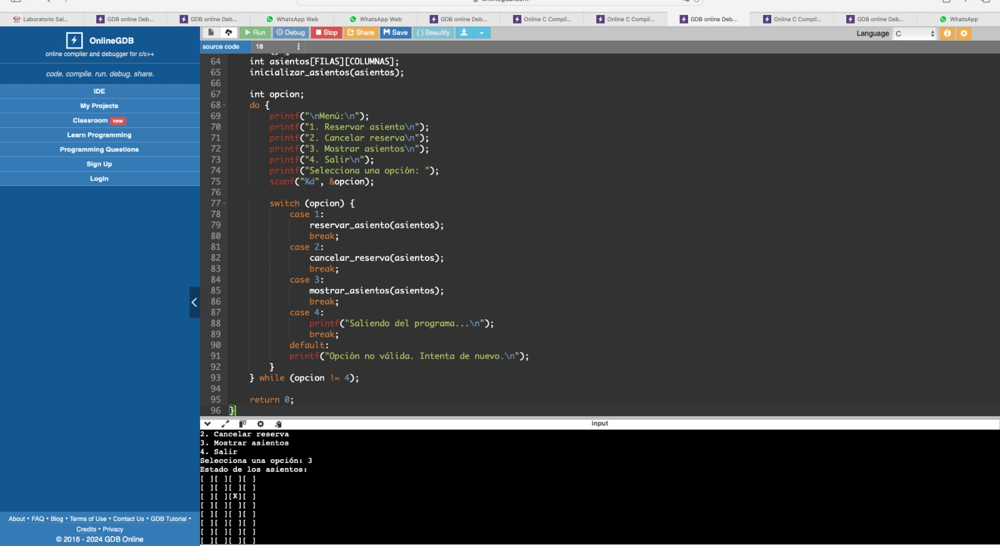 onlinegdb.com
Laboratorio Sal...
GDB online Deb...
GDB online Deb...
WhatsApp Web
WhatsApp Web
GDB online Deb...
Online C Compil...
Online C Compil...
GDB online Deb...
Online C Compil...
GDB online Deb...
WhatsApp
OnlineGDB
online compiler and debugger for c/c++
code. compile. run. debug. share.
IDE
My Projects
Classroom new
Learn Programming
Programming Questions
Sign Up
Login
About • FAQ • Blog • Terms of Use • Contact Us • GDB Tutorial •
Credits • Privacy
© 2016 - 2024 GDB Online
Run Debug Stop Share Save { } Beautify Language C
source code 18
64 int asientos[FILAS][COLUMNAS];
65 inicializar_asientos(asientos);
66
67 int opcion;
68 do {
69 printf("\nMenú:\n");
70 printf("1. Reservar asiento\n");
71 printf("2. Cancelar reserva\n");
72 printf("3. Mostrar asientos\n");
73 printf("4. Salir\n");
74 printf("Selecciona una opción: ");
75 scanf("%d", &opcion);
76
77 switch (opcion) {
78 case 1:
79 reservar_asiento(asientos);
80 break;
81 case 2:
82 cancelar_reserva(asientos);
83 break;
84 case 3:
85 mostrar_asientos(asientos);
86 break;
87 case 4:
88 printf("Saliendo del programa...\n");
89 break;
90 default:
91 printf("Opción no válida. Intenta de nuevo.\n");
92 }
93 } while (opcion != 4);
94
95 return 0;
96 }
input
2. Cancelar reserva
3. Mostrar asientos
4. Salir
Selecciona una opción: 3
Estado de los asientos:
[ ][ ][ ][ ]
[ ][ ][ ][ ]
[ ][ ][X][ ]
[ ][ ][ ][ ]
[ ][ ][ ][ ]
[ ][ ][ ][ ]
[ ][ ][ ][ ]
[ ][ ][ ][ ]